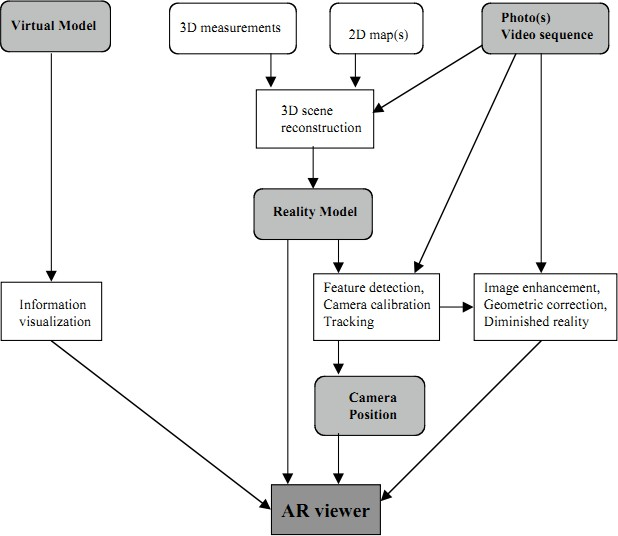 Virtual Model
3D measurements
2D map(s)
Photo(s)
Video sequence
3D scene
reconstruction
Reality Model
Information
visualization
Feature detection,
Camera calibration
Tracking
Image enhancement,
Geometric correction,
Diminished reality
Camera
Position
AR viewer